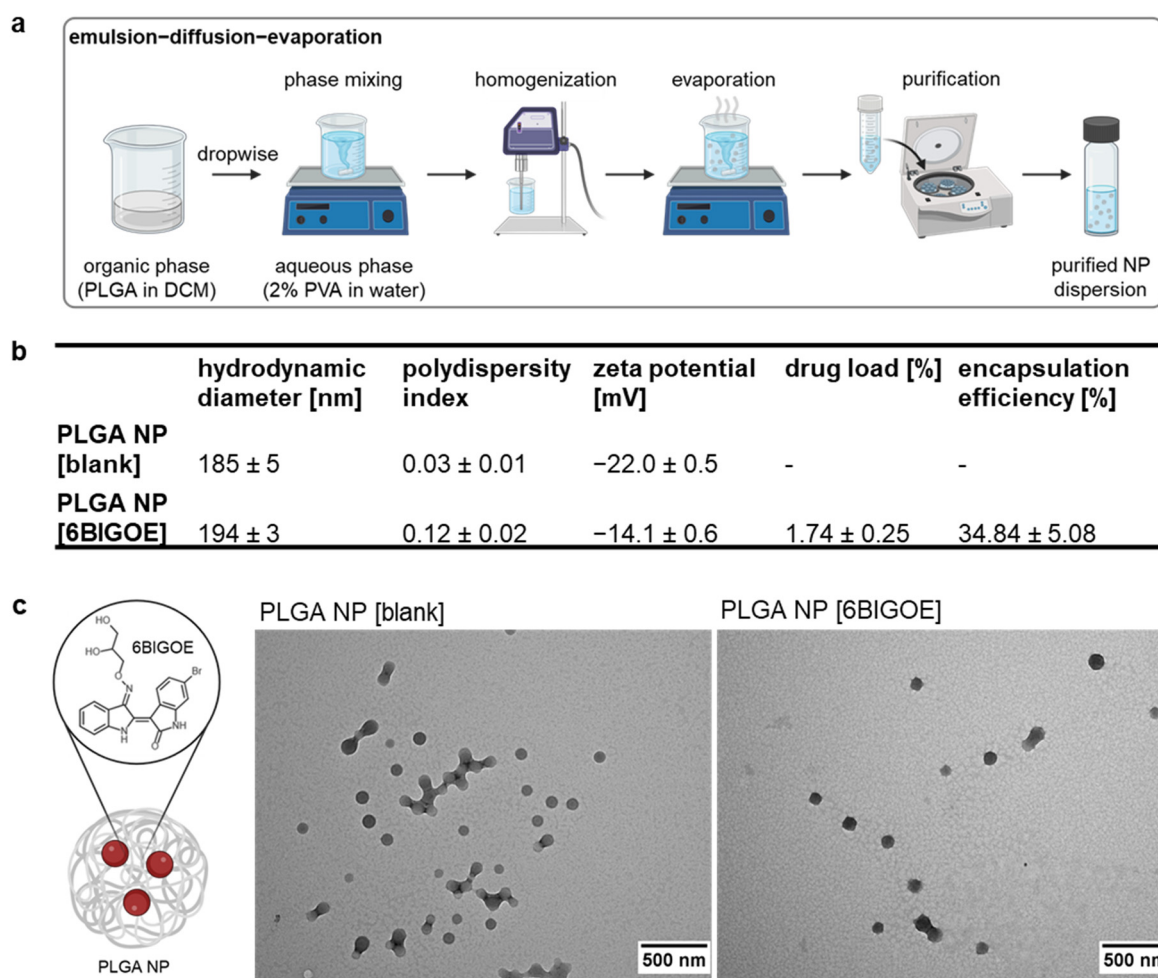 a
emulsion−diffusion−evaporation
phase mixing
homogenization
evaporation
purification
dropwise
organic phase
(PLGA in DCM)
aqueous phase
(2% PVA in water)
purified NP
dispersion
b
hydrodynamic
diameter [nm]
polydispersity
index
zeta potential
[mV]
drug load [%]
encapsulation
efficiency [%]
PLGA NP
[blank]
185 ± 5
0.03 ± 0.01
−22.0 ± 0.5
-
-
PLGA NP
[6BIGOE]
194 ± 3
0.12 ± 0.02
−14.1 ± 0.6
1.74 ± 0.25
34.84 ± 5.08
c
HO
HO
O
N
6BIGOE
Br
N
H
O
NH
PLGA NP
PLGA NP [blank]
500 nm
PLGA NP [6BIGOE]
500 nm